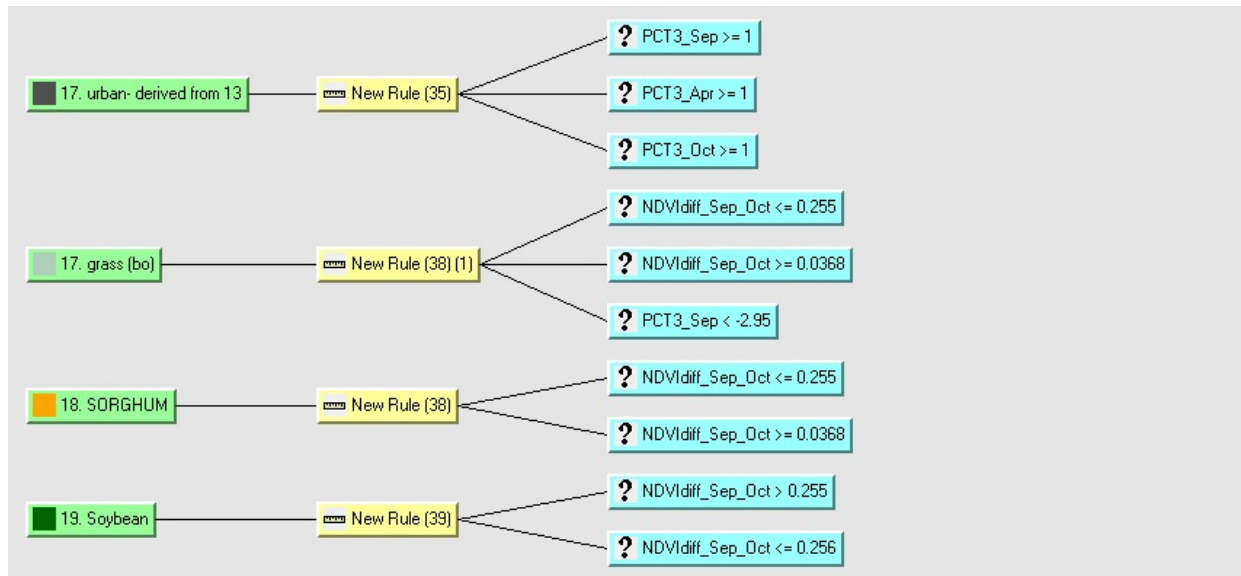 PCT3_Sep >= 1
17. urban- derived from 13
New Rule (35)
PCT3_Apr >= 1
PCT3_Oct >= 1
NDVIdiff_Sep_Oct <= 0.255
17. grass (bo)
New Rule (38) (1)
NDVIdiff_Sep_Oct >= 0.0368
PCT3_Sep < -2.95
NDVIdiff_Sep_Oct <= 0.255
18. SORGHUM
New Rule (38)
NDVIdiff_Sep_Oct >= 0.0368
NDVIdiff_Sep_Oct > 0.255
19. Soybean
New Rule (39)
NDVIdiff_Sep_Oct <= 0.256